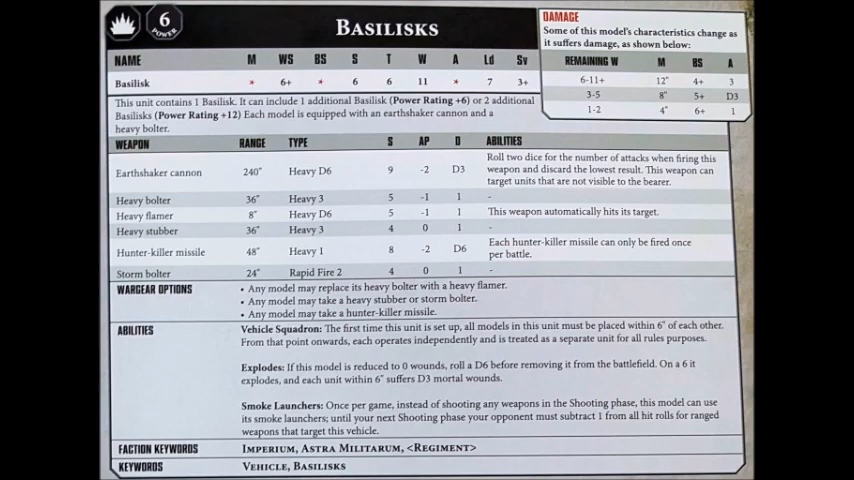 6
POWER
BASILISKS
DAMAGE
Some of this model's characteristics change as
it suffers damage, as shown below:
REMAINING W M BS A
6-11+ 12" 4+ 3
3-5 8" 5+ D3
1-2 4" 6+ 1
NAME M WS BS S T W A Ld Sv
Basilisk * 6+ * 6 6 11 * 7 3+
This unit contains 1 Basilisk. It can include 1 additional Basilisk (Power Rating +6) or 2 additional
Basilisks (Power Rating +12) Each model is equipped with an earthshaker cannon and a
heavy bolter.
WEAPON RANGE TYPE S AP D ABILITIES
Earthshaker cannon 240" Heavy D6 9 -2 D3 Roll two dice for the number of attacks when firing this
weapon and discard the lowest result. This weapon can
target units that are not visible to the bearer.
Heavy bolter 36" Heavy 3 5 -1 1 -
Heavy flamer 8" Heavy D6 5 -1 1 This weapon automatically hits its target.
Heavy stubber 36" Heavy 3 4 0 1 -
Hunter-killer missile 48" Heavy 1 8 -2 D6 Each hunter-killer missile can only be fired once
per battle.
Storm bolter 24" Rapid Fire 2 4 0 1 -
WARGEAR OPTIONS • Any model may replace its heavy bolter with a heavy flamer.
• Any model may take a heavy stubber or storm bolter.
• Any model may take a hunter-killer missile.
ABILITIES Vehicle Squadron: The first time this unit is set up, all models in this unit must be placed within 6" of each other.
From that point onwards, each operates independently and is treated as a separate unit for all rules purposes.
Explodes: If this model is reduced to 0 wounds, roll a D6 before removing it from the battlefield. On a 6 it
explodes, and each unit within 6" suffers D3 mortal wounds.
Smoke Launchers: Once per game, instead of shooting any weapons in the Shooting phase, this model can use
its smoke launchers; until your next Shooting phase your opponent must subtract 1 from all hit rolls for ranged
weapons that target this vehicle.
FACTION KEYWORDS IMPERIUM, ASTRA MILITARUM, <REGIMENT>
KEYWORDS VEHICLE, BASILISKS